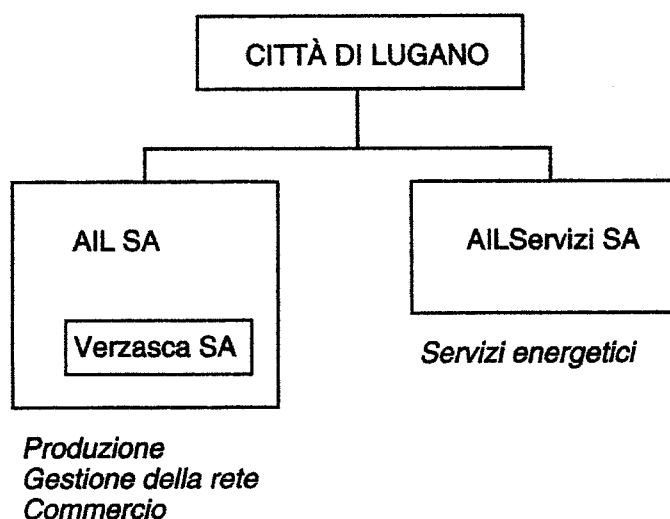 CITTÀ DI LUGANO
AIL SA
Verzasca SA
Produzione
Gestione della rete
Commercio
AILServizi SA
Servizi energetici